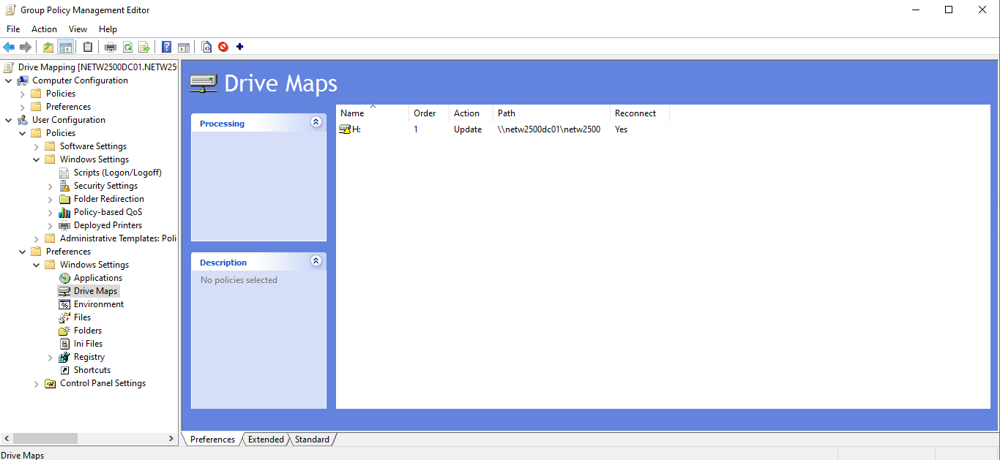 Group Policy Management Editor
File Action View Help
Drive Mapping [NETW2500DC01.NETW25
Computer Configuration
Policies
Preferences
User Configuration
Policies
Software Settings
Windows Settings
Scripts (Logon/Logoff)
Security Settings
Folder Redirection
Policy-based QoS
Deployed Printers
Administrative Templates: Poli
Preferences
Windows Settings
Applications
Drive Maps
Environment
Files
Folders
Ini Files
Registry
Shortcuts
Control Panel Settings
Drive Maps
Processing
Description
No policies selected
Name Order Action Path Reconnect
H: 1 Update \\netw2500dc01\netw2500 Yes
Preferences Extended Standard
Drive Maps